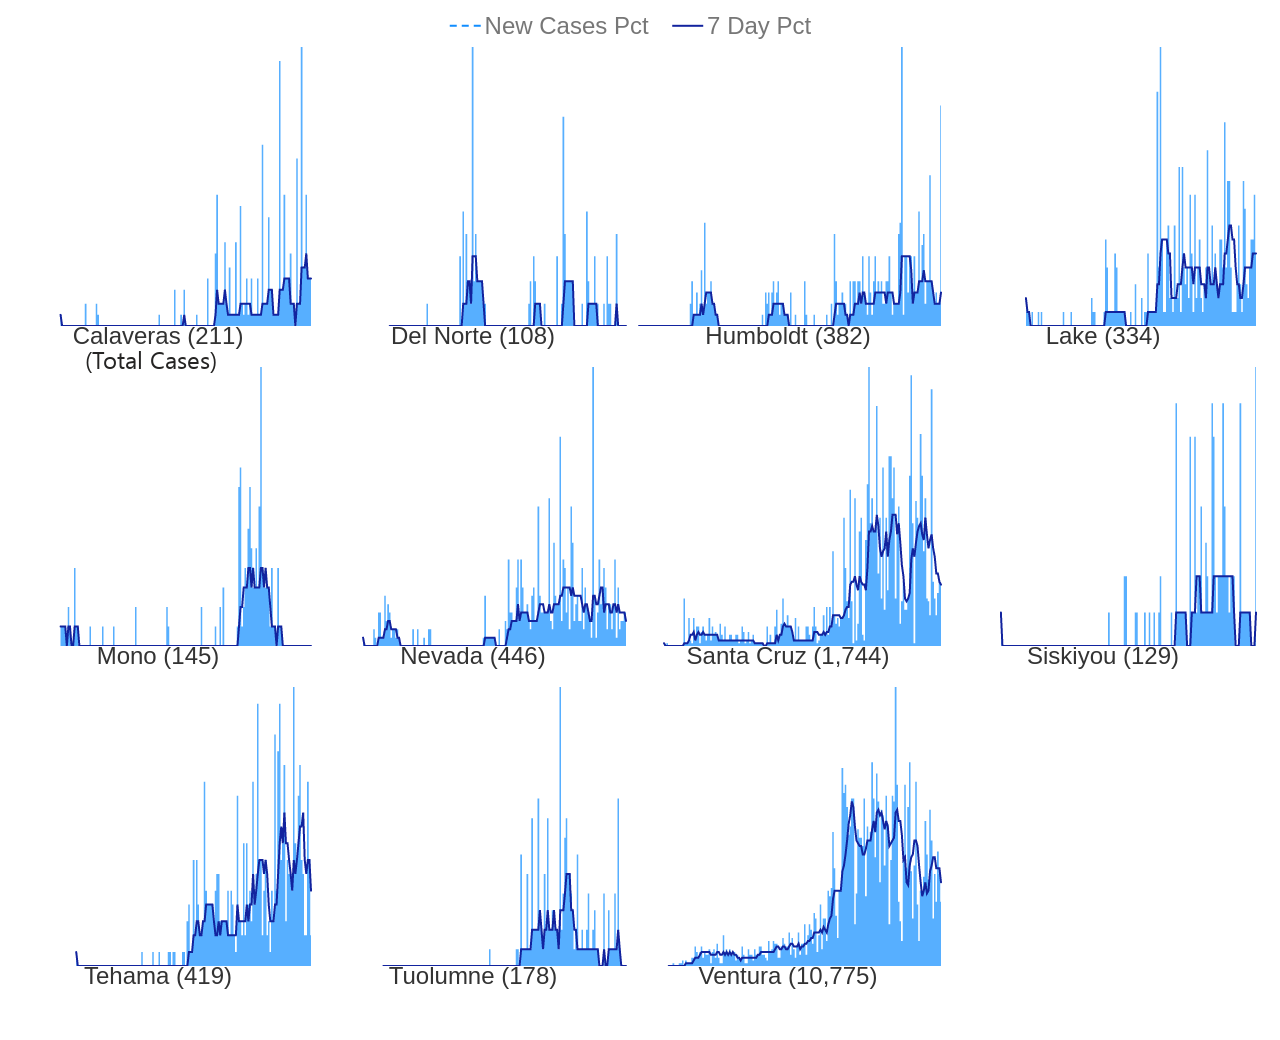 New Cases Pct 7 Day Pct
Calaveras (211) Del Norte (108) Humboldt (382) Lake (334)
(Total Cases)
Mono (145) Nevada (446) Santa Cruz (1,744) Siskiyou (129)
Tehama (419) Tuolumne (178) Ventura (10,775)